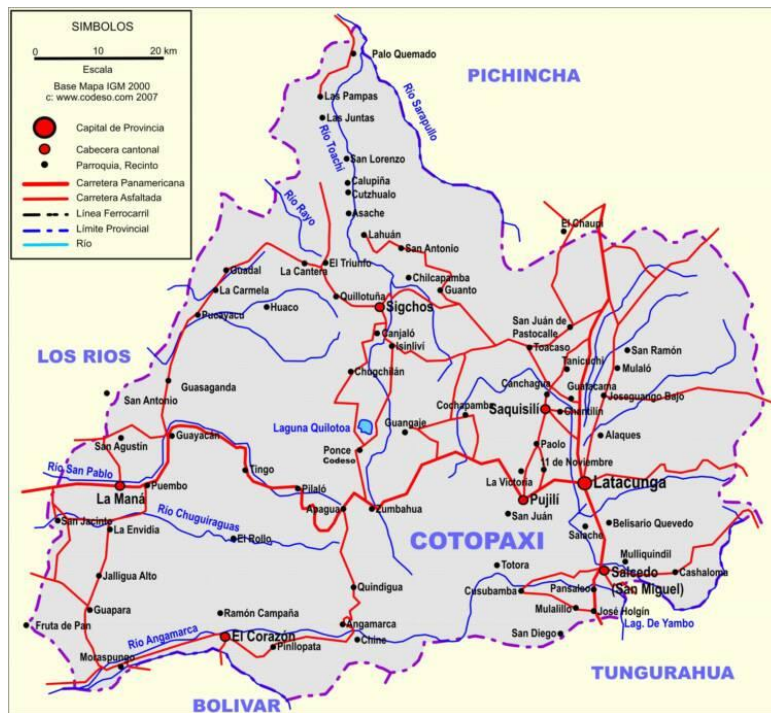 SIMBOLOS
0 10 20 km
Escala
Base Mapa IGM 2000
c: www.codeso.com 2007
Capital de Provincia
Cabecera cantonal
Parroquia, Recinto
Carretera Panamericana
Carretera Asfaltada
Línea Ferrocarril
Límite Provincial
Río
Palo Quemado
PICHINCHA
Las Pampas
Río Sarapullo
Las Juntas
Río Toachi
San Lorenzo
Calupiña
Cutzhualo
Río Rayo
Asache
Lahuán
El Chaupi
San Antonio
La Cantera
El Triunfo
Guadal
Chilcapamba
Guanto
La Carmela
Quillotuña
Huaco
Sigchos
Pucayacu
San Juán de
Pastocalle
Canjaló
Isinliví
Toacaso
San Ramón
LOS RIOS
Tanicuchi
Mulaló
Chogchilán
Guasaganda
Canchagua
Guatacama
Joseguango Bajo
San Antonio
Cochapamba
Saquisilí
Chantilín
Laguna Quilotoa
Guangaje
San Agustín
Guayacán
Alaques
Ponce
Codeso
Paolo
Río San Pablo
Tingo
11 de Noviembre
La Victoria
Latacunga
La Maná
Puembo
Pilaló
Pujilí
Apagua
Zumbahua
San Juán
Río Chuguiraguas
San Jacinto
La Envidia
Belisario Quevedo
Salache
El Rollo
COTOPAXI
Mulliquindil
Totora
Jalligua Alto
Salcedo
(San Miguel)
Cashaloma
Quindigua
Cusubamba
Pansaleo
Guapara
Ramón Campaña
Mulalillo
José Holgín
Fruta de Pan
Angamarca
Lag. De Yambo
El Corazón
Río Angamarca
Chine
San Diego
Pinllopata
Moraspungo
TUNGURAHUA
BOLIVAR